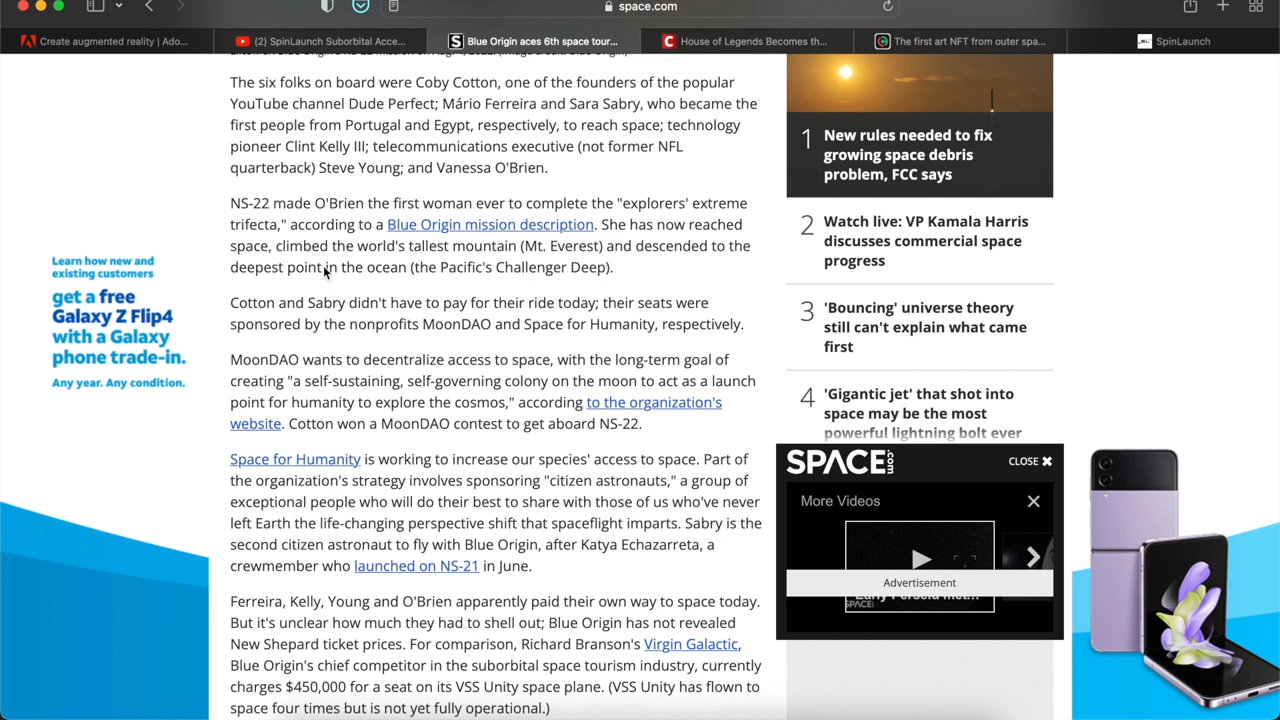 space.com
Create augmented reality | Ado...
(2) SpinLaunch Suborbital Acce...
Blue Origin aces 6th space tour...
House of Legends Becomes th...
The first art NFT from outer spa...
SpinLaunch
The six folks on board were Coby Cotton, one of the founders of the popular
YouTube channel Dude Perfect; Mário Ferreira and Sara Sabry, who became the
first people from Portugal and Egypt, respectively, to reach space; technology
pioneer Clint Kelly III; telecommunications executive (not former NFL
quarterback) Steve Young; and Vanessa O'Brien.
NS-22 made O'Brien the first woman ever to complete the "explorers' extreme
trifecta," according to a Blue Origin mission description. She has now reached
space, climbed the world's tallest mountain (Mt. Everest) and descended to the
deepest point in the ocean (the Pacific's Challenger Deep).
Cotton and Sabry didn't have to pay for their ride today; their seats were
sponsored by the nonprofits MoonDAO and Space for Humanity, respectively.
MoonDAO wants to decentralize access to space, with the long-term goal of
creating "a self-sustaining, self-governing colony on the moon to act as a launch
point for humanity to explore the cosmos," according to the organization's
website. Cotton won a MoonDAO contest to get aboard NS-22.
Space for Humanity is working to increase our species' access to space. Part of
the organization's strategy involves sponsoring "citizen astronauts," a group of
exceptional people who will do their best to share with those of us who've never
left Earth the life-changing perspective shift that spaceflight imparts. Sabry is the
second citizen astronaut to fly with Blue Origin, after Katya Echazarreta, a
crewmember who launched on NS-21 in June.
Ferreira, Kelly, Young and O'Brien apparently paid their own way to space today.
But it's unclear how much they had to shell out; Blue Origin has not revealed
New Shepard ticket prices. For comparison, Richard Branson's Virgin Galactic,
Blue Origin's chief competitor in the suborbital space tourism industry, currently
charges $450,000 for a seat on its VSS Unity space plane. (VSS Unity has flown to
space four times but is not yet fully operational.)
Learn how new and
existing customers
get a free
Galaxy Z Flip4
with a Galaxy
phone trade-in.
Any year. Any condition.
1 New rules needed to fix
growing space debris
problem, FCC says
2 Watch live: VP Kamala Harris
discusses commercial space
progress
3 'Bouncing' universe theory
still can't explain what came
first
4 'Gigantic jet' that shot into
space may be the most
powerful lightning bolt ever
SPACE.com
CLOSE ✖
More Videos
Advertisement
SPACE